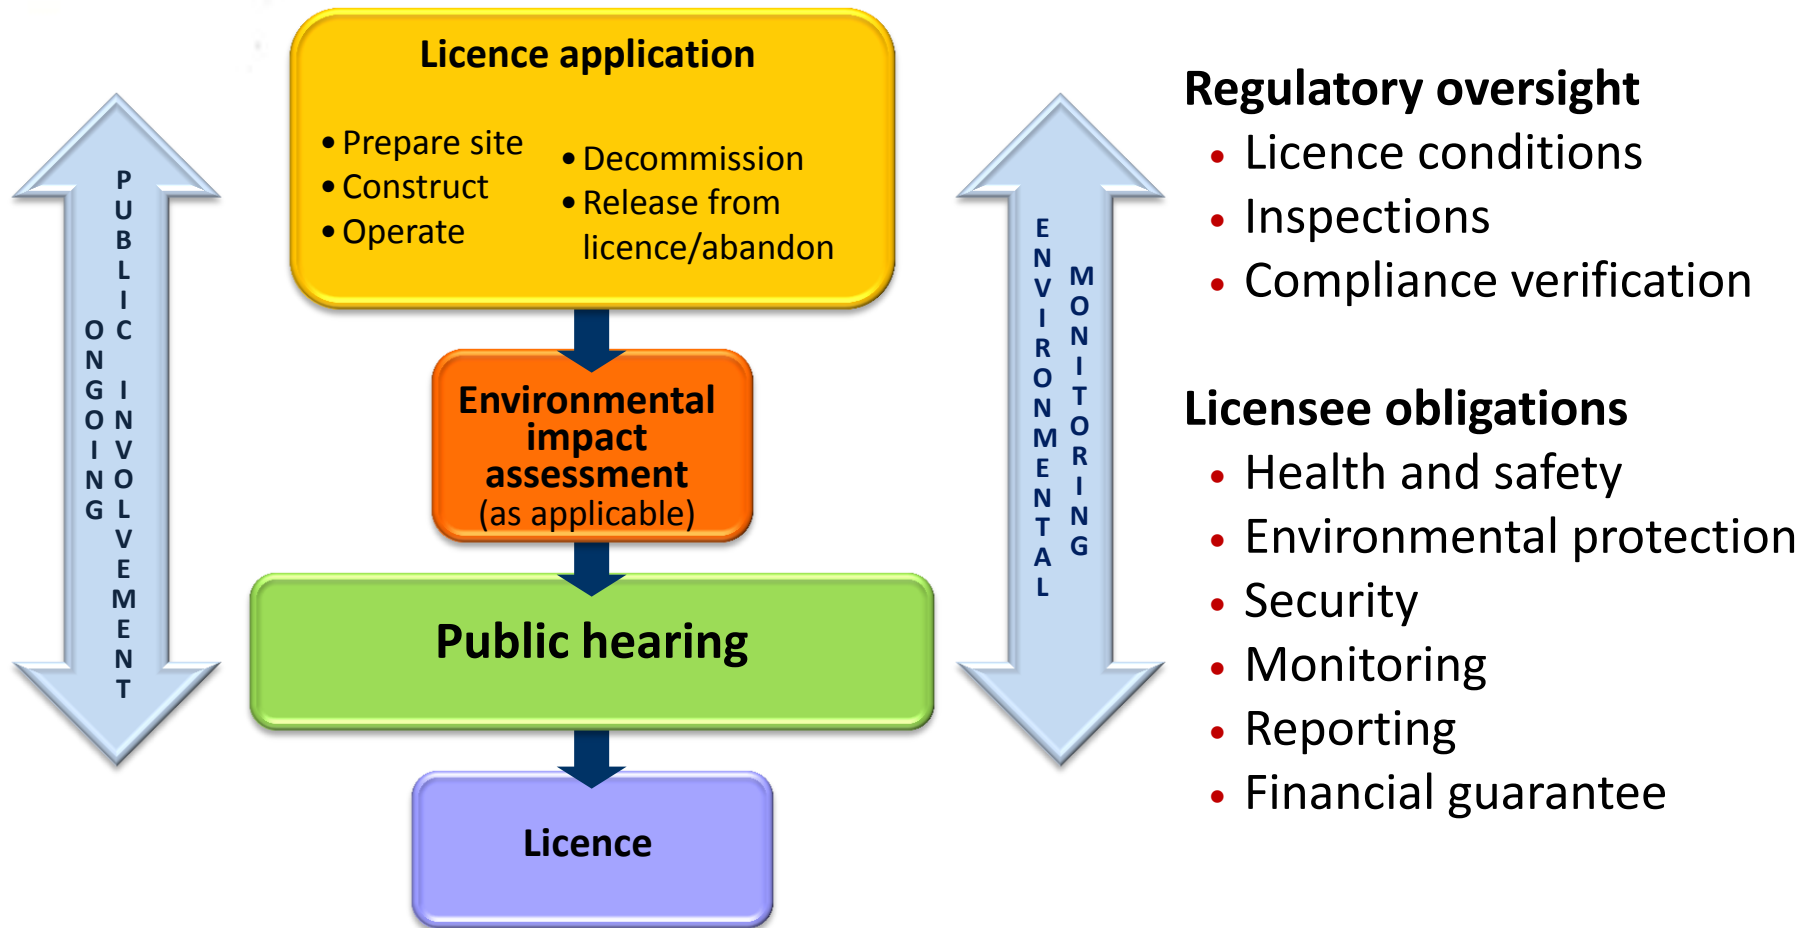 Licence application
• Prepare site
• Construct
• Operate
• Decommission
• Release from
licence/abandon
Environmental
impact
assessment
(as applicable)
Public hearing
Licence
ONGOING
PUBLIC INVOLVEMENT
ENVIRONMENTAL
MONITORING
Regulatory oversight
• Licence conditions
• Inspections
• Compliance verification
Licensee obligations
• Health and safety
• Environmental protection
• Security
• Monitoring
• Reporting
• Financial guarantee